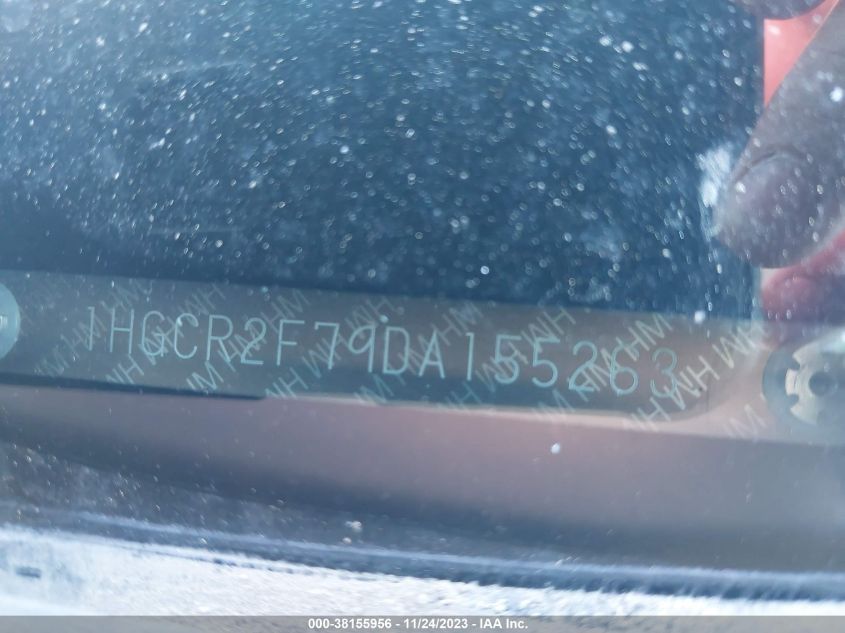 1HGCR2F79DA155263
000-38155956 - 11/24/2023 - IAA Inc.